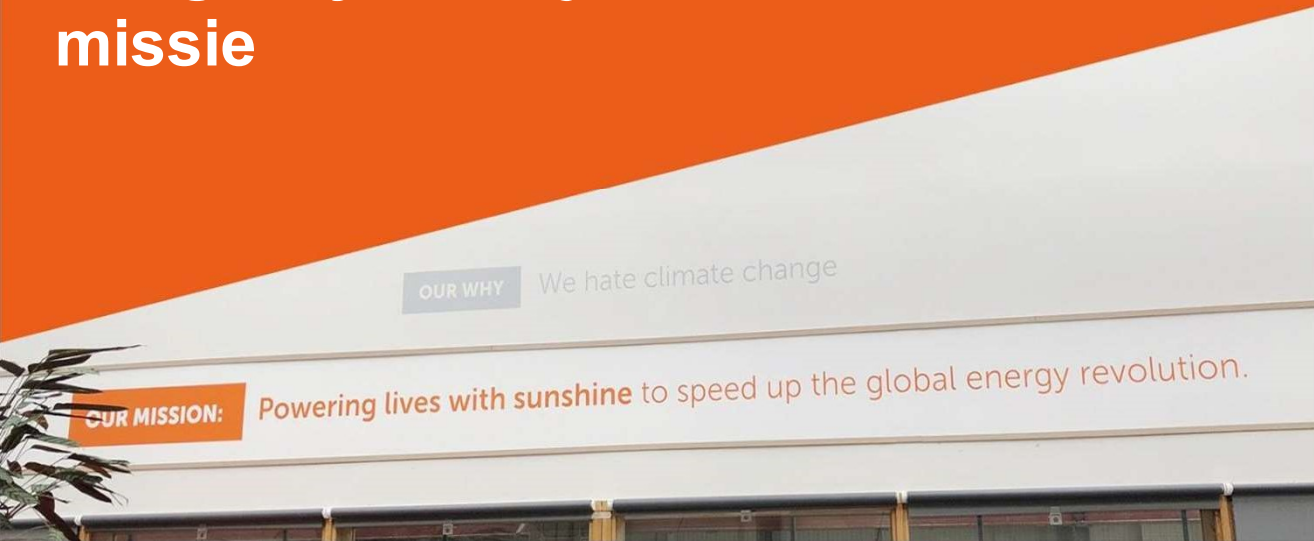 missie
OUR WHY We hate climate change
OUR MISSION: Powering lives with sunshine to speed up the global energy revolution.